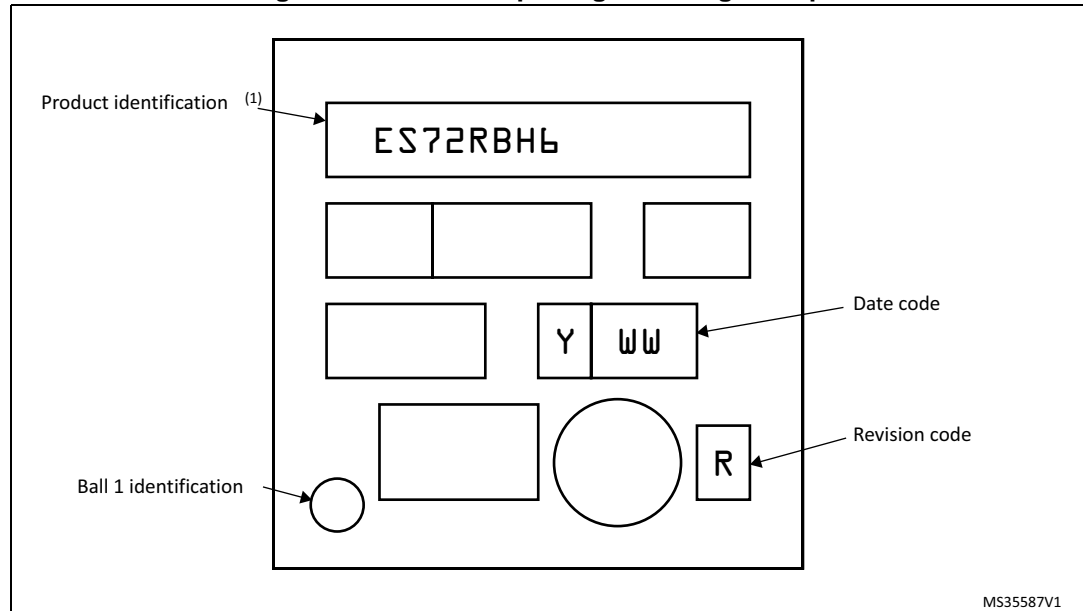 Product identification (1)
ES72RBH6
Date code
Y WW
Revision code
R
Ball 1 identification
MS35587V1